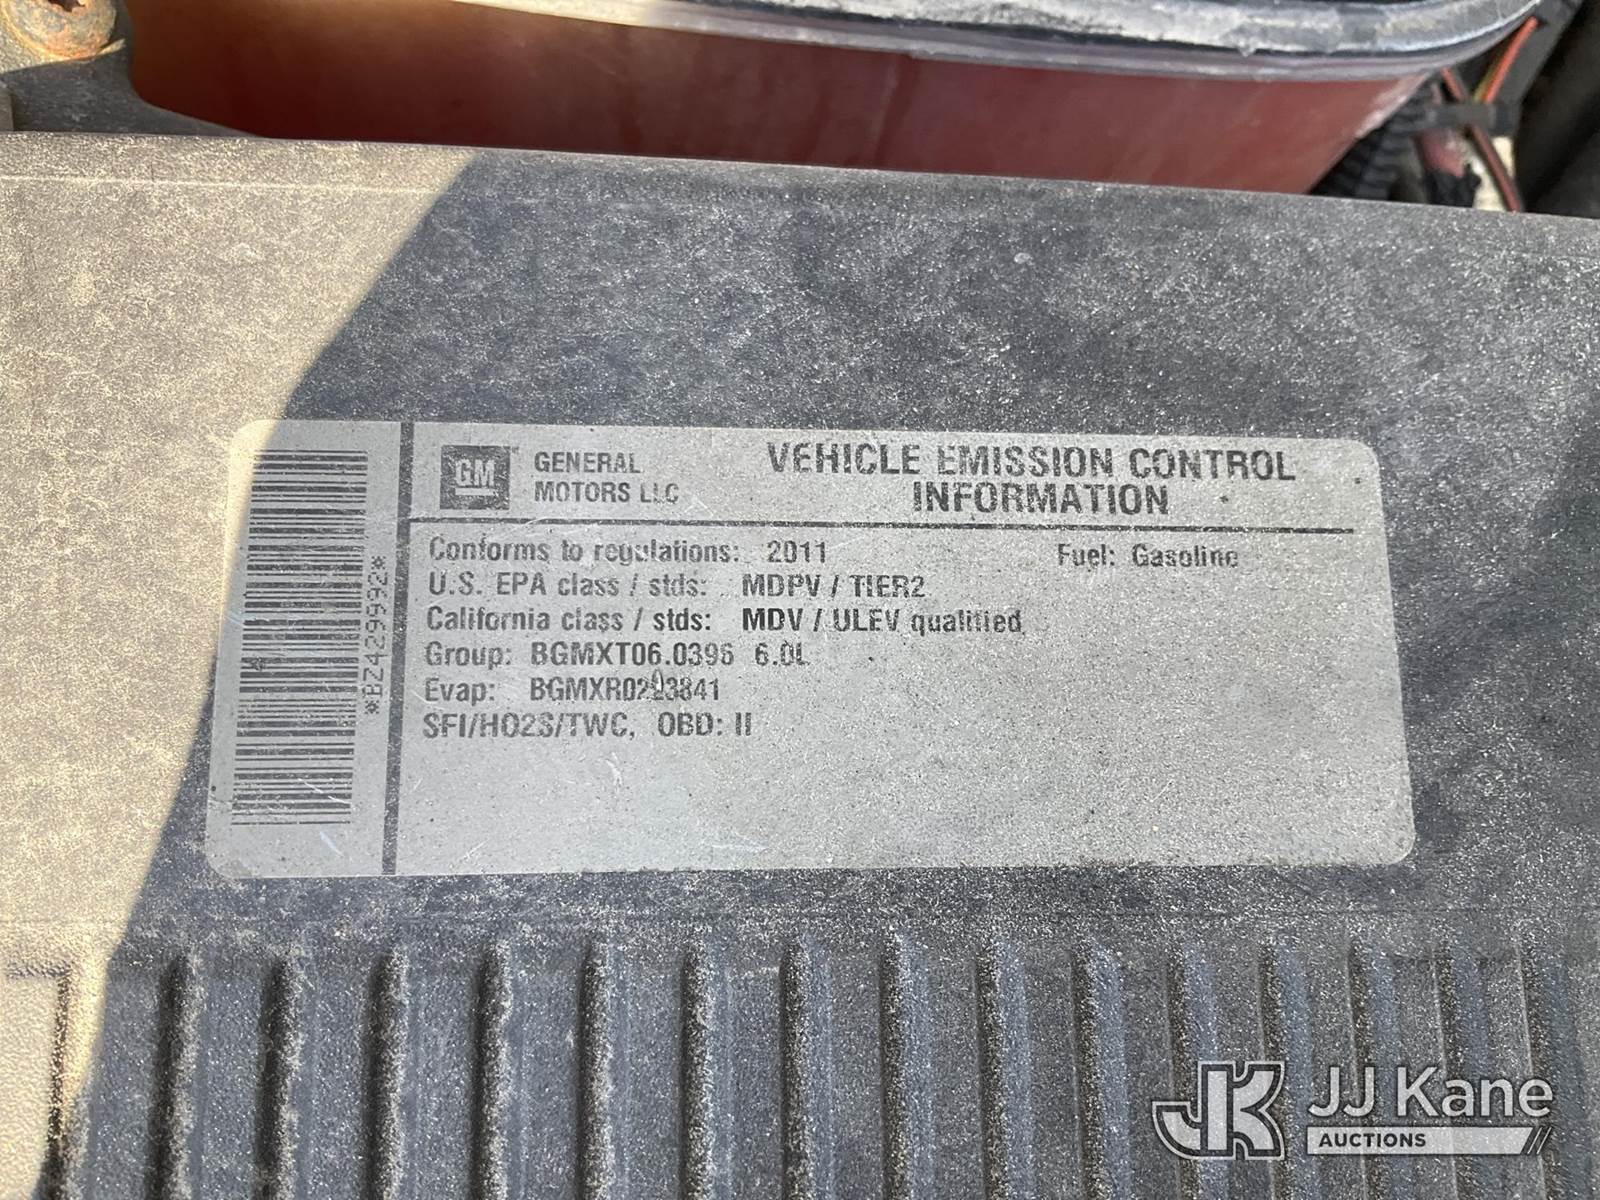 GM
GENERAL
MOTORS LLC
VEHICLE EMISSION CONTROL
INFORMATION
Conforms to regulations: 2011 Fuel: Gasoline
U.S. EPA class / stds: MDPV / TIER2
California class / stds: MDV / ULEV qualified
Group: BGMXT06.0396 6.0L
Evap:
SFI/HO2S/TWC, OBD: II
*BZ429992*
JK JJ Kane
AUCTIONS